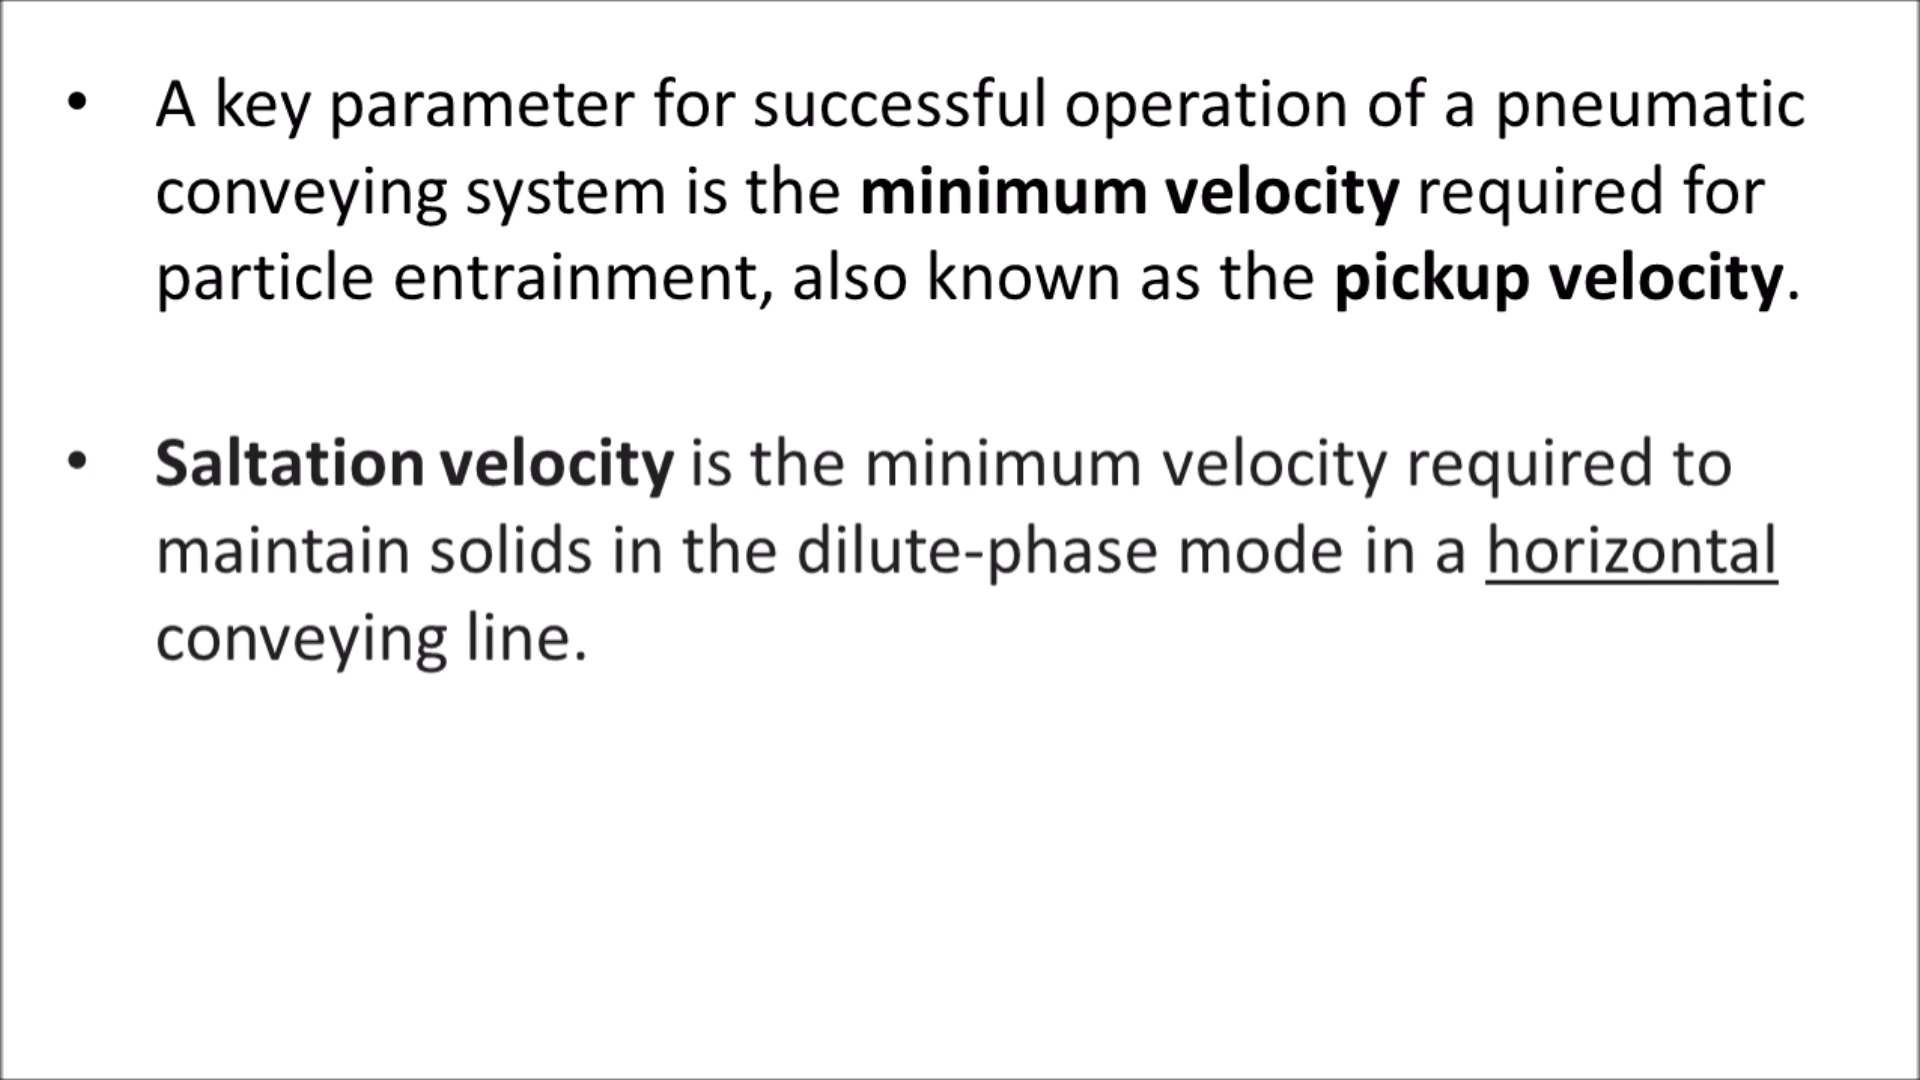 • A key parameter for successful operation of a pneumatic
conveying system is the minimum velocity required for
particle entrainment, also known as the pickup velocity.
• Saltation velocity is the minimum velocity required to
maintain solids in the dilute-phase mode in a horizontal
conveying line.